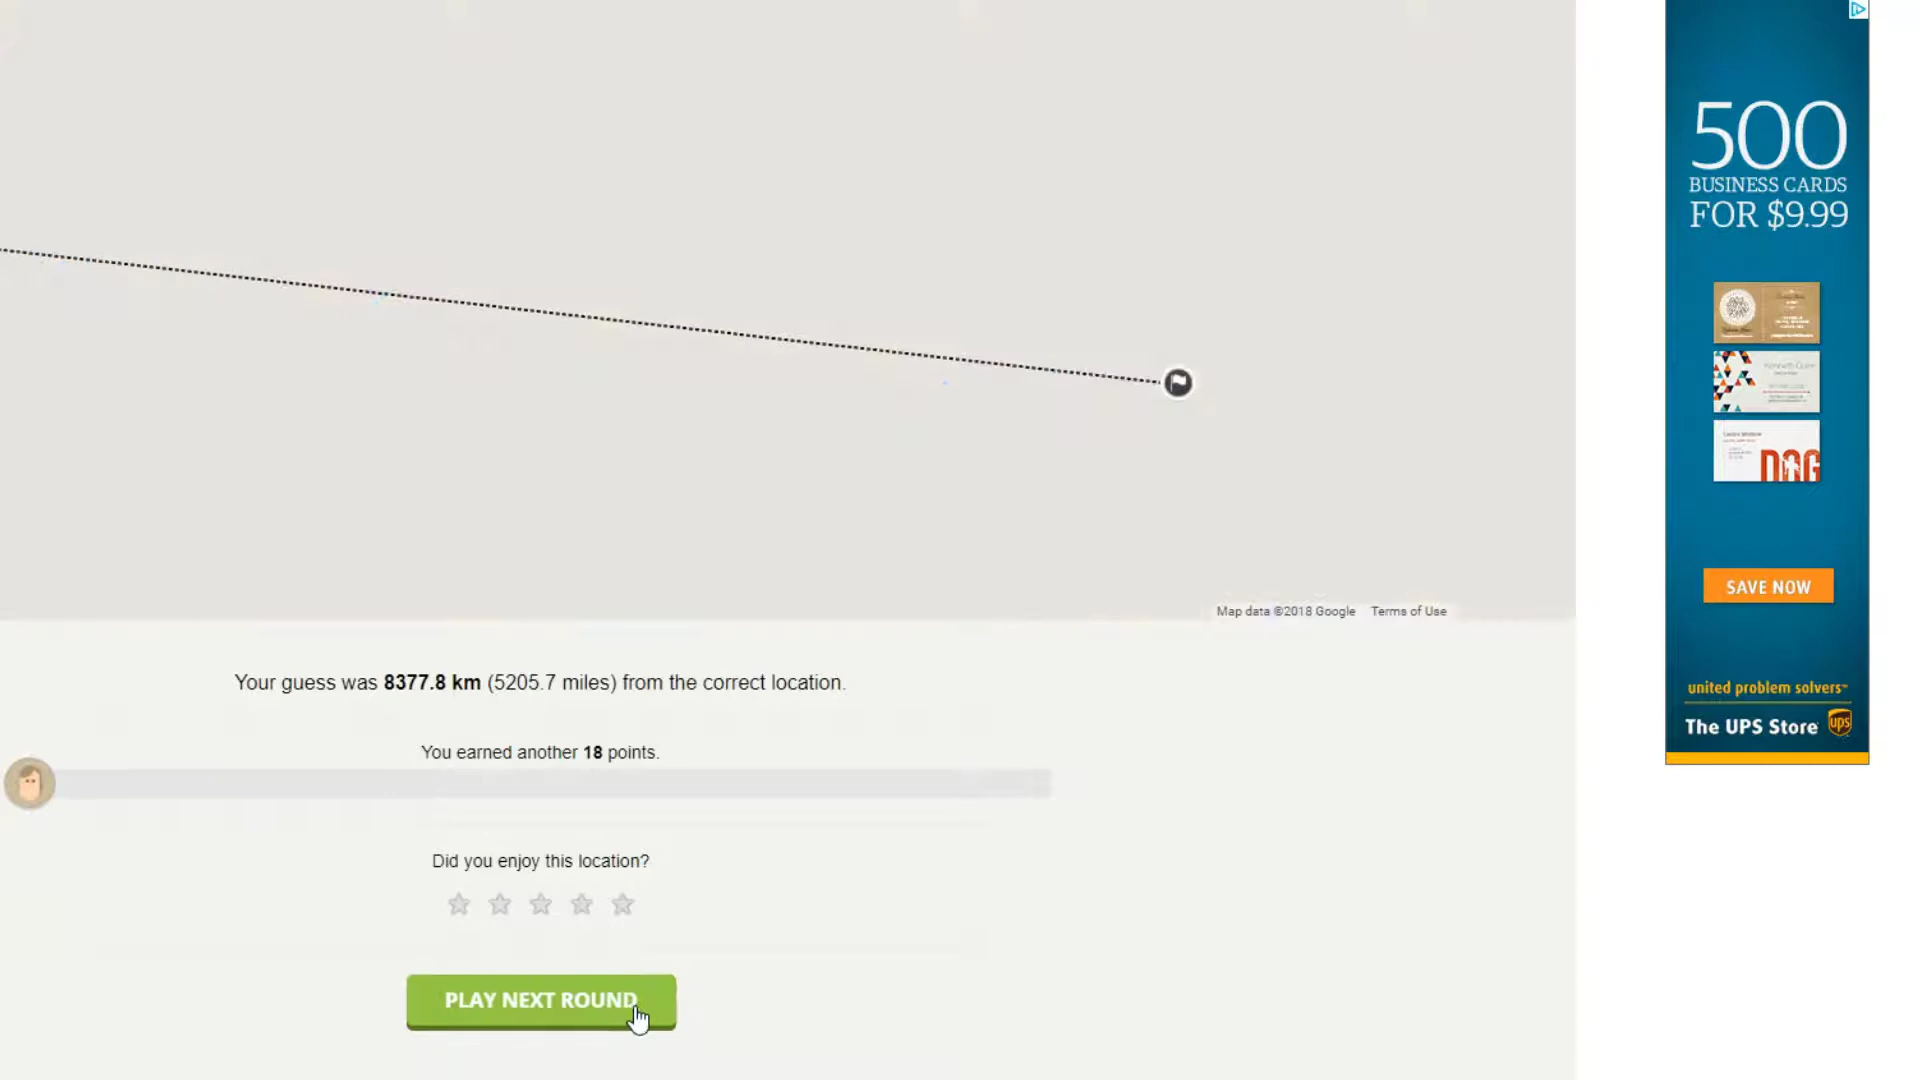 Map data ©2018 Google Terms of Use
Your guess was 8377.8 km (5205.7 miles) from the correct location.
You earned another 18 points.
Did you enjoy this location?
PLAY NEXT ROUND
500
BUSINESS CARDS
FOR $9.99
DOG
SAVE NOW
united problem solvers™
The UPS Store
ups